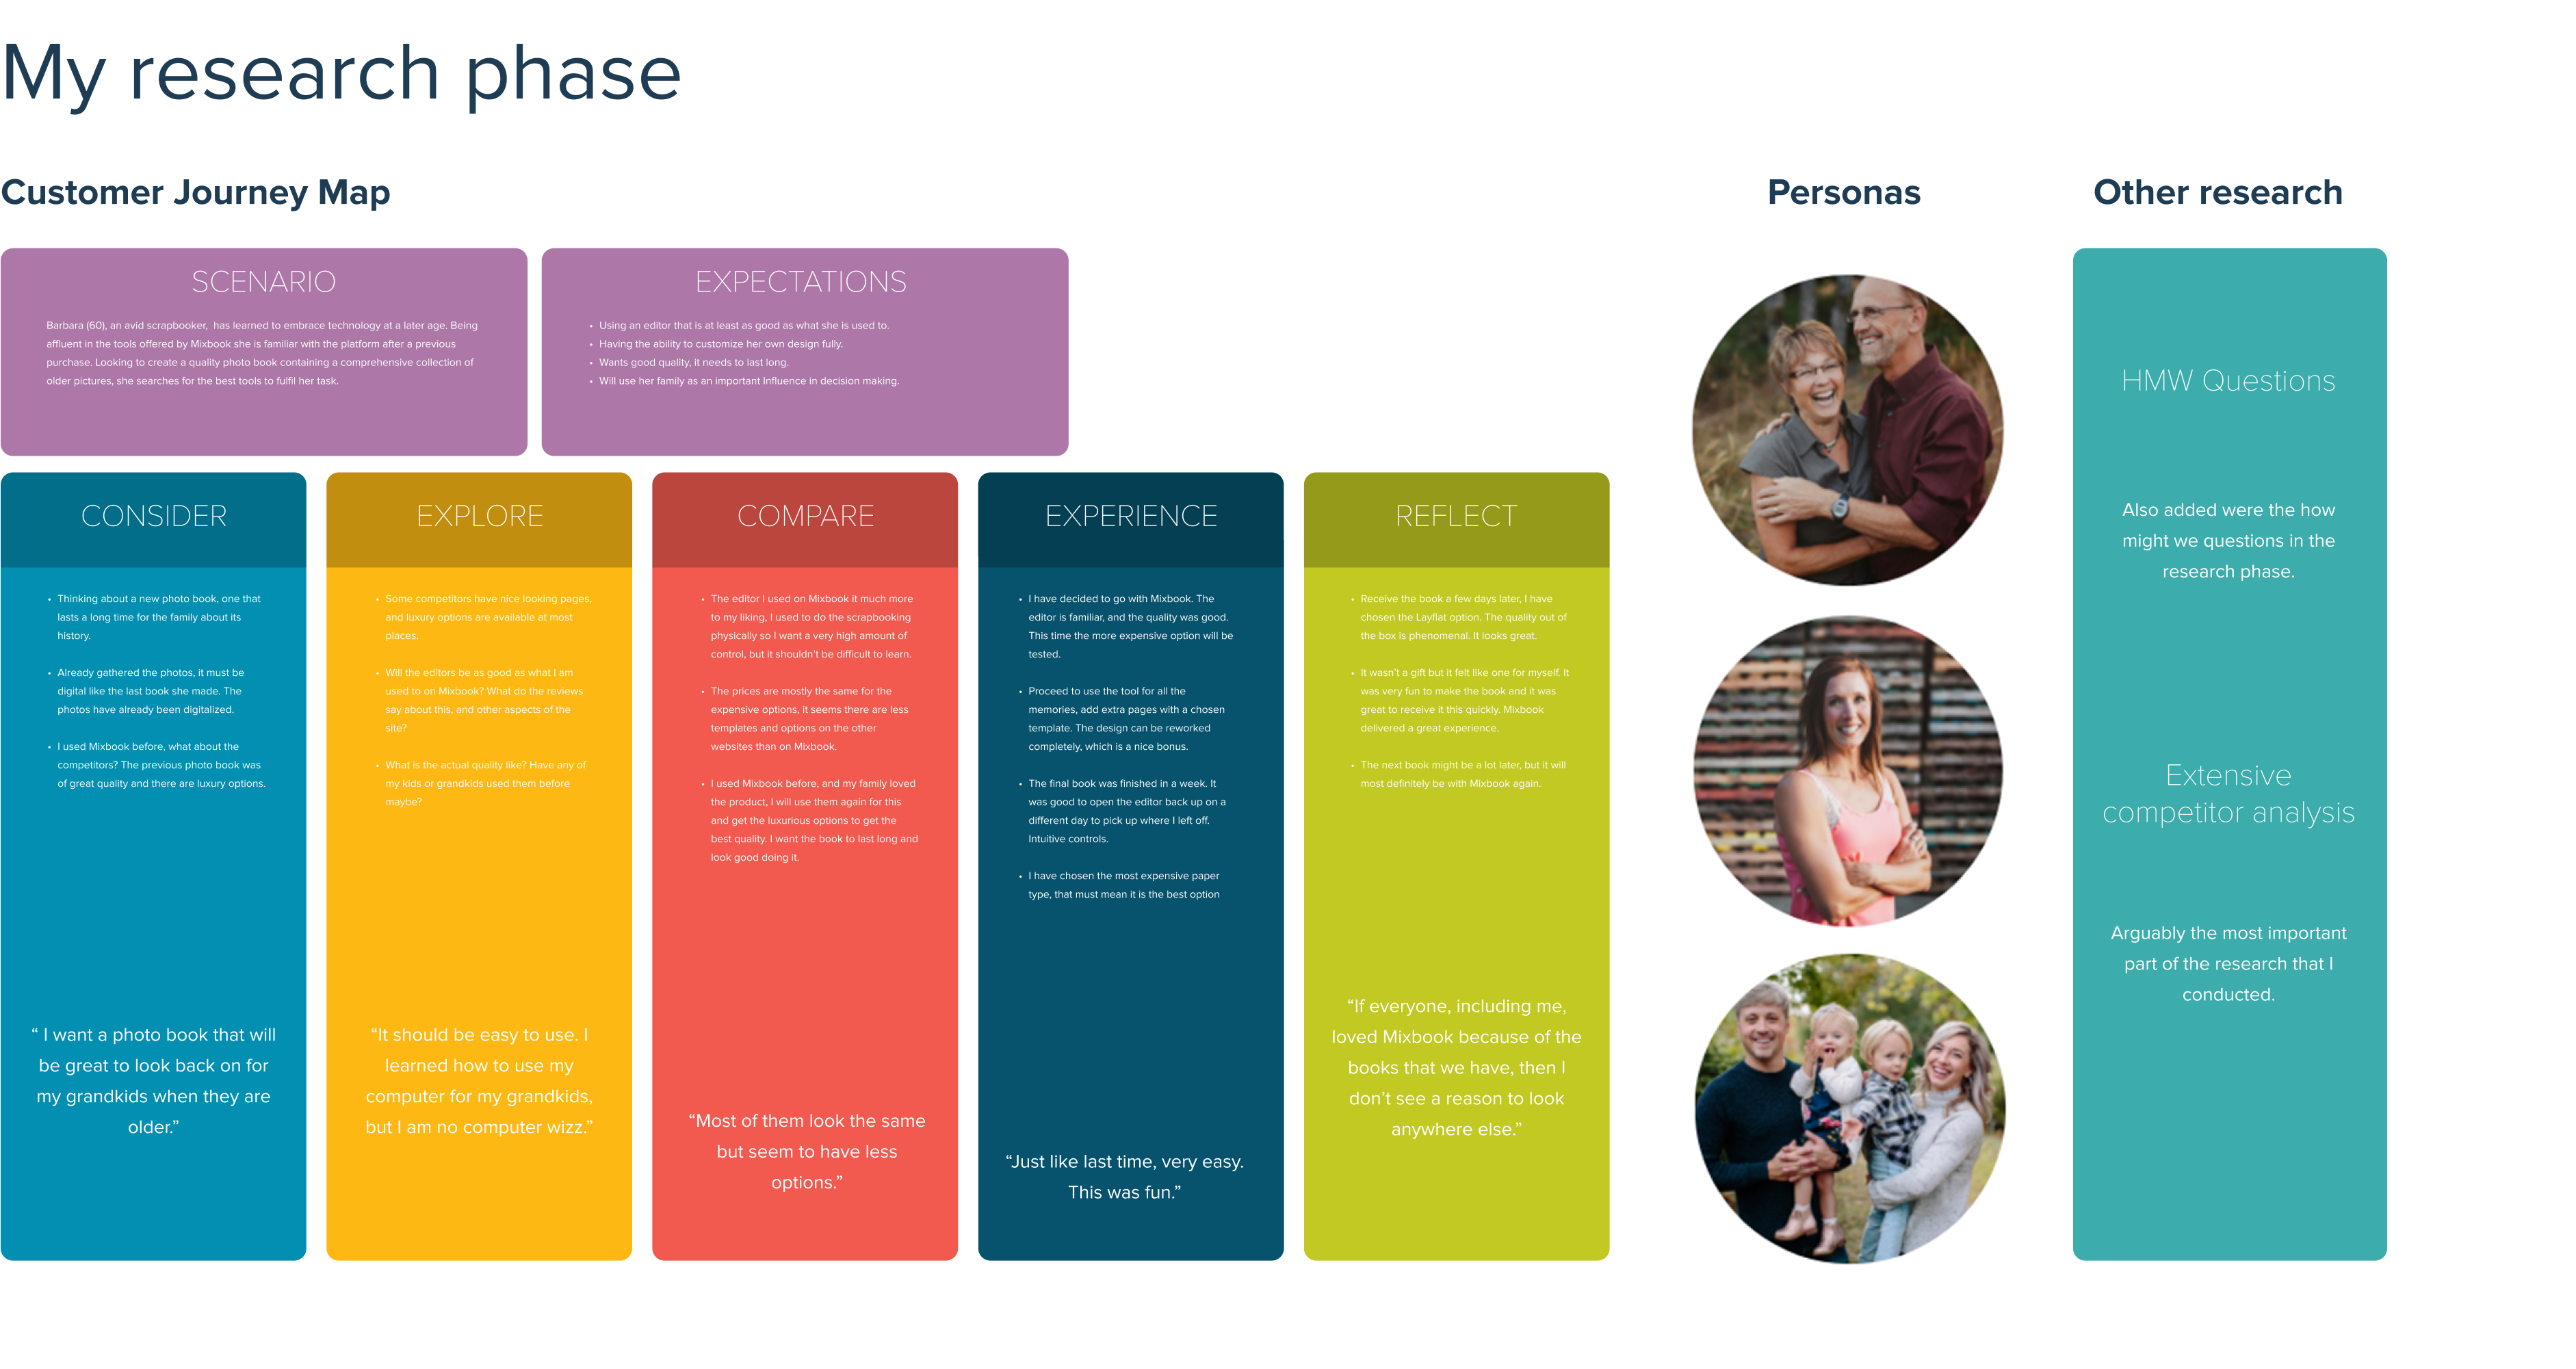 My research phase
Customer Journey Map
SCENARIO
Barbara (60), an avid scrapbooker,  has learned to embrace technology at a later age. Being
affluent in the tools offered by Mixbook she is familiar with the platform after a previous
purchase. Looking to create a quality photo book containing a comprehensive collection of
older pictures, she searches for the best tools to fulfil her task.
EXPECTATIONS
• Using an editor that is at least as good as what she is used to.
• Having the ability to customize her own design fully.
• Wants good quality, it needs to last long.
• Will use her family as an important Influence in decision making.
CONSIDER
• Thinking about a new photo book, one that
lasts a long time for the family about its
history.
• Already gathered the photos, it must be
digital like the last book she made. The
photos have already been digitalized.
• I used Mixbook before, what about the
competitors? The previous photo book was
of great quality and there are luxury options.
“ I want a photo book that will
be great to look back on for
my grandkids when they are
older.”
EXPLORE
• Some competitors have nice looking pages,
and luxury options are available at most
places.
• Will the editors be as good as what I am
used to on Mixbook? What do the reviews
say about this, and other aspects of the
site?
• What is the actual quality like? Have any of
my kids or grandkids used them before
maybe?
“It should be easy to use. I
learned how to use my
computer for my grandkids,
but I am no computer wizz.”
COMPARE
• The editor I used on Mixbook it much more
to my liking, I used to do the scrapbooking
physically so I want a very high amount of
control, but it shouldn’t be difficult to learn.
• The prices are mostly the same for the
expensive options, it seems there are less
templates and options on the other
websites than on Mixbook.
• I used Mixbook before, and my family loved
the product, I will use them again for this
and get the luxurious options to get the
best quality. I want the book to last long and
look good doing it.
“Most of them look the same
but seem to have less
options.”
EXPERIENCE
• I have decided to go with Mixbook. The
editor is familiar, and the quality was good.
This time the more expensive option will be
tested.
• Proceed to use the tool for all the
memories, add extra pages with a chosen
template. The design can be reworked
completely, which is a nice bonus.
• The final book was finished in a week. It
was good to open the editor back up on a
different day to pick up where I left off.
Intuitive controls.
• I have chosen the most expensive paper
type, that must mean it is the best option
“Just like last time, very easy.
This was fun.”
REFLECT
• Receive the book a few days later, I have
chosen the Layflat option. The quality out of
the box is phenomenal. It looks great.
• It wasn’t a gift but it felt like one for myself. It
was very fun to make the book and it was
great to receive it this quickly. Mixbook
delivered a great experience.
• The next book might be a lot later, but it will
most definitely be with Mixbook again.
“If everyone, including me,
loved Mixbook because of the
books that we have, then I
don’t see a reason to look
anywhere else.”
Personas
Other research
HMW Questions
Also added were the how
might we questions in the
research phase.
Extensive
competitor analysis
Arguably the most important
part of the research that I
conducted.